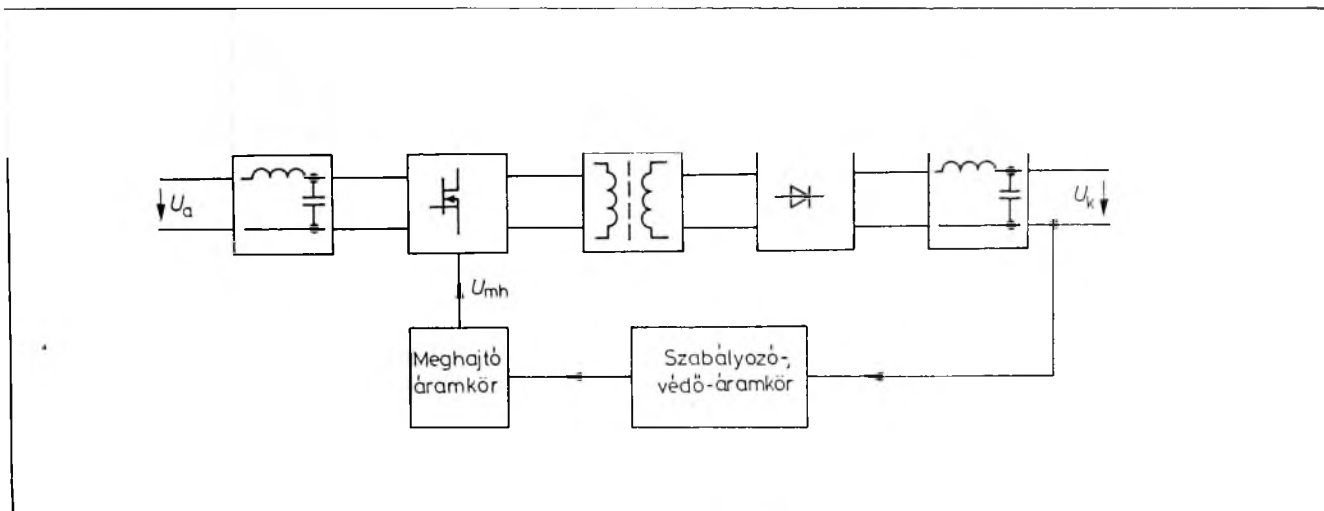 Ua
Uk
Umh
Meghajtó
áramkör
Szabályozó-,
védő-áramkör